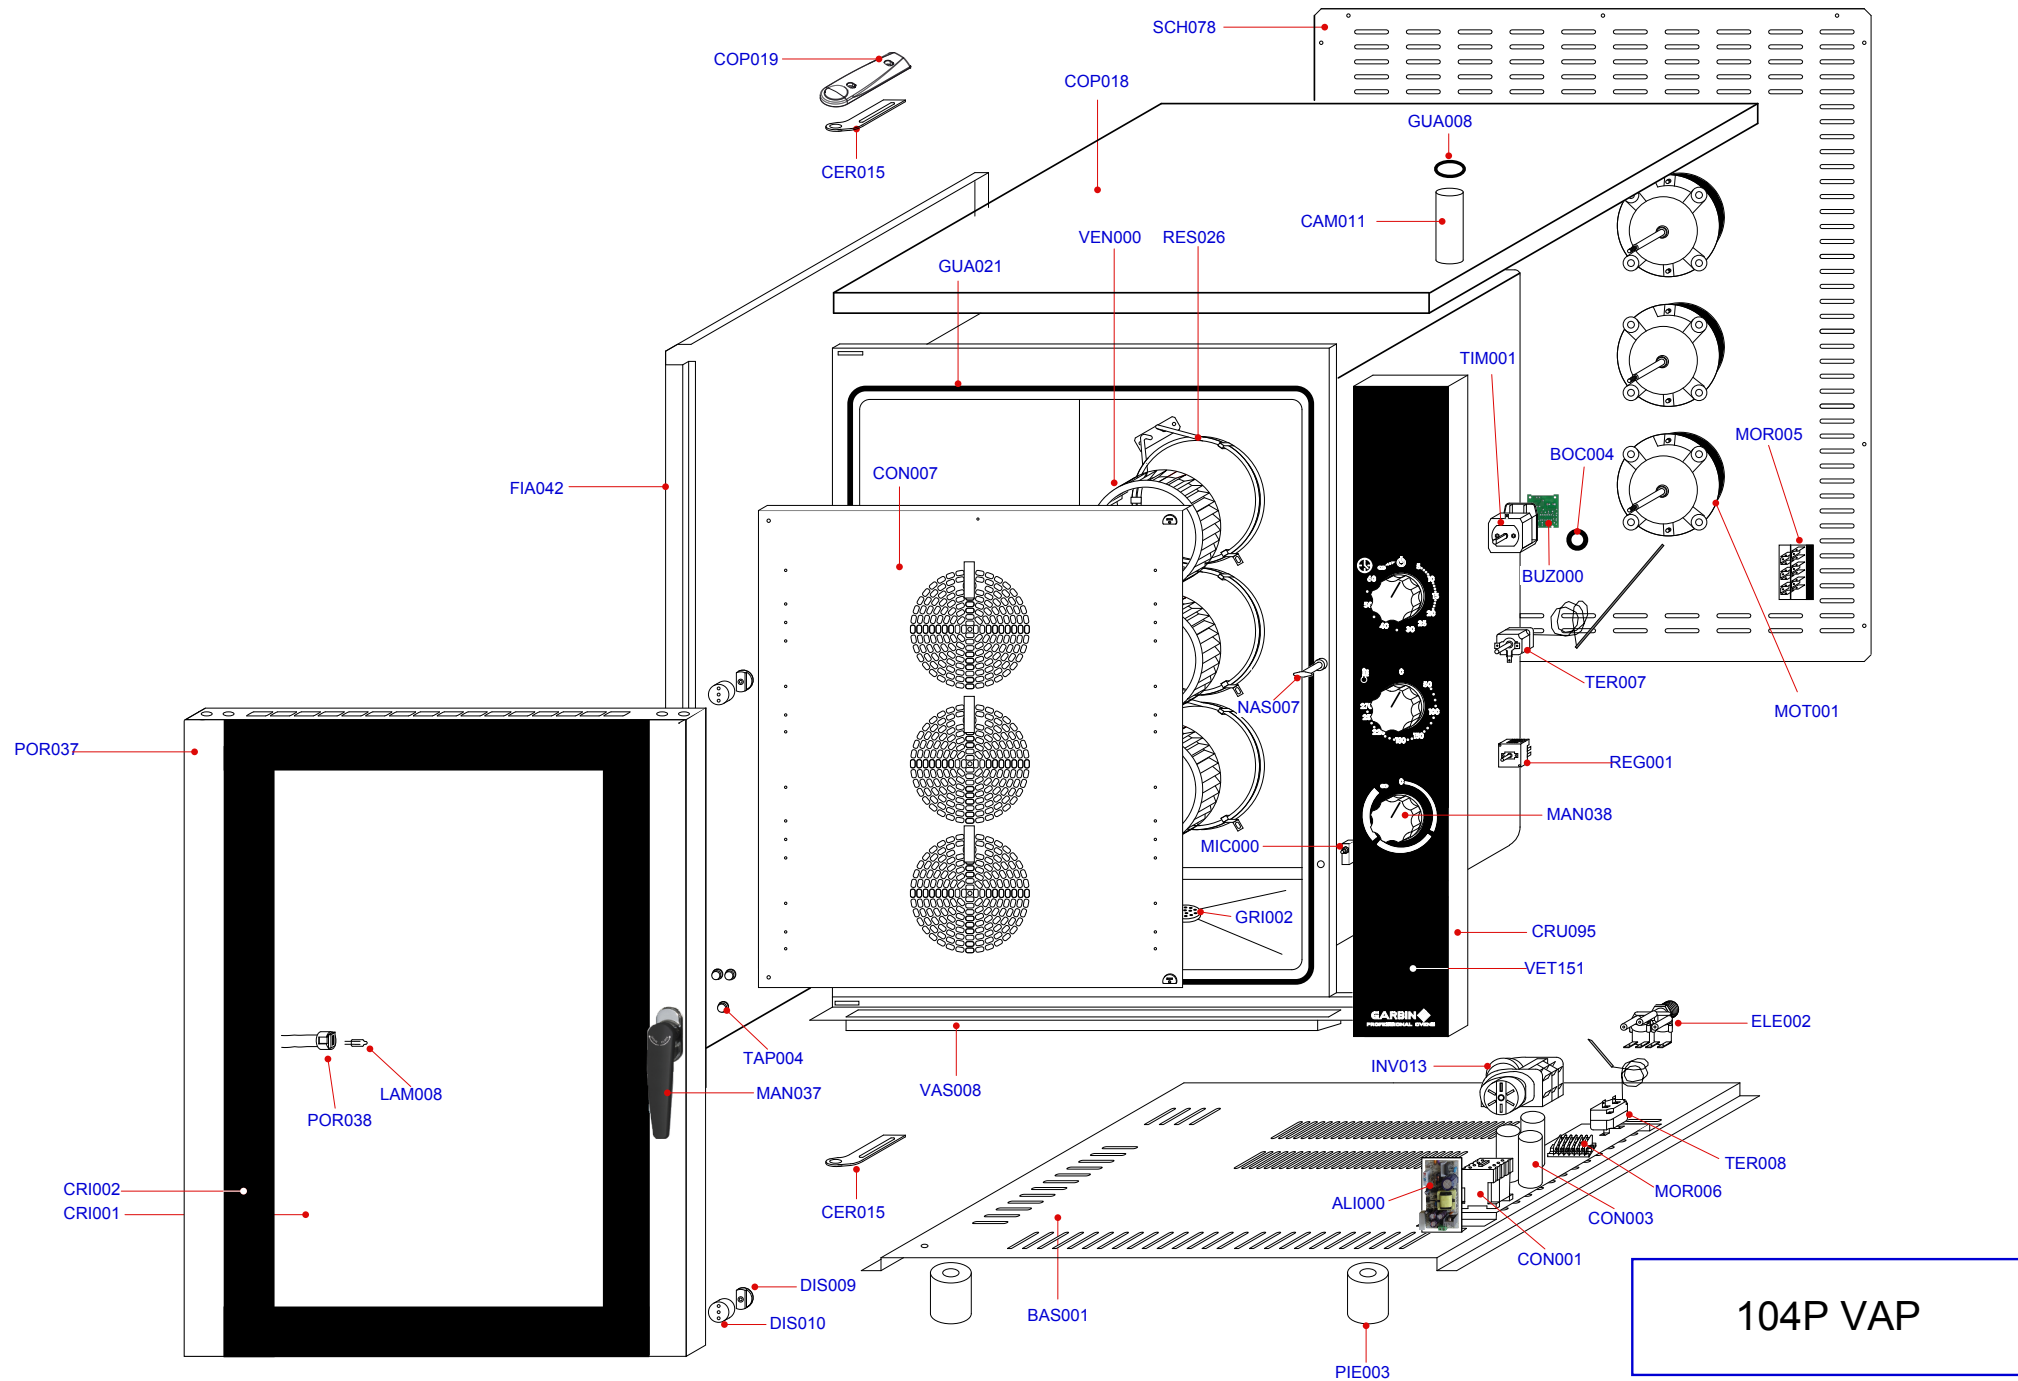 SCH078
COP019
COP018
GUA008
CER015
CAM011
VEN000
RES026
GUA021
TIM001
MOR005
BOC004
CON007
FIA042
BUZ000
TER007
NAS007
MOT001
POR037
REG001
MAN038
MIC000
GRI002
CRU095
VET151
GARBIN
PROFESSIONAL OVENS
ELE002
TAP004
INV013
LAM008
VAS008
MAN037
POR038
TER008
CRI002
MOR006
ALI000
CER015
CRI001
CON003
CON001
DIS009
BAS001
104P VAP
DIS010
PIE003